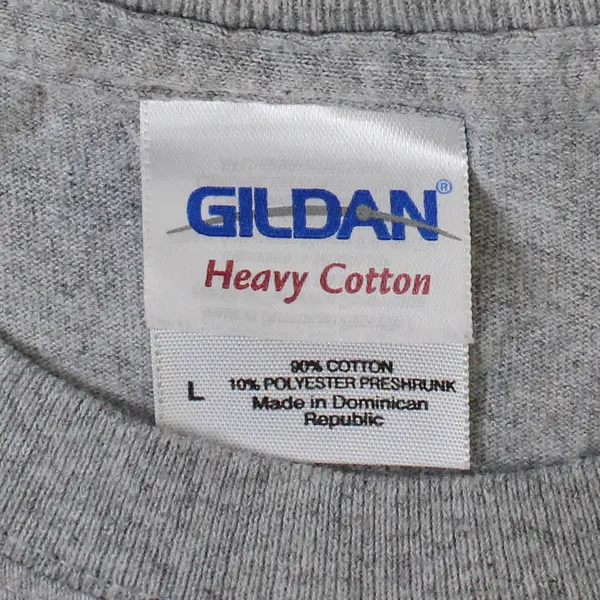 GILDAN®
Heavy Cotton
90% COTTON
L 10% POLYESTER PRESHRUNK
Made in Dominican
Republic